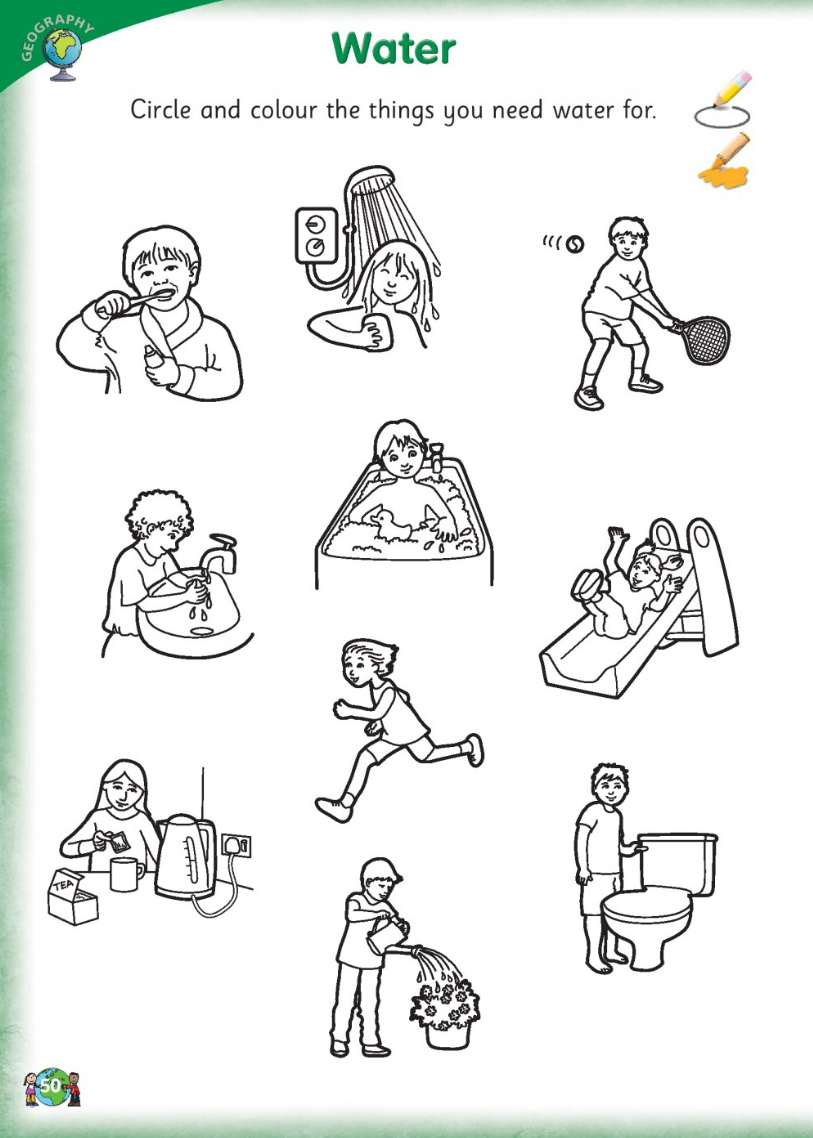 GEOGRAPHY
Water
Circle and colour the things you need water for.
TEA
50